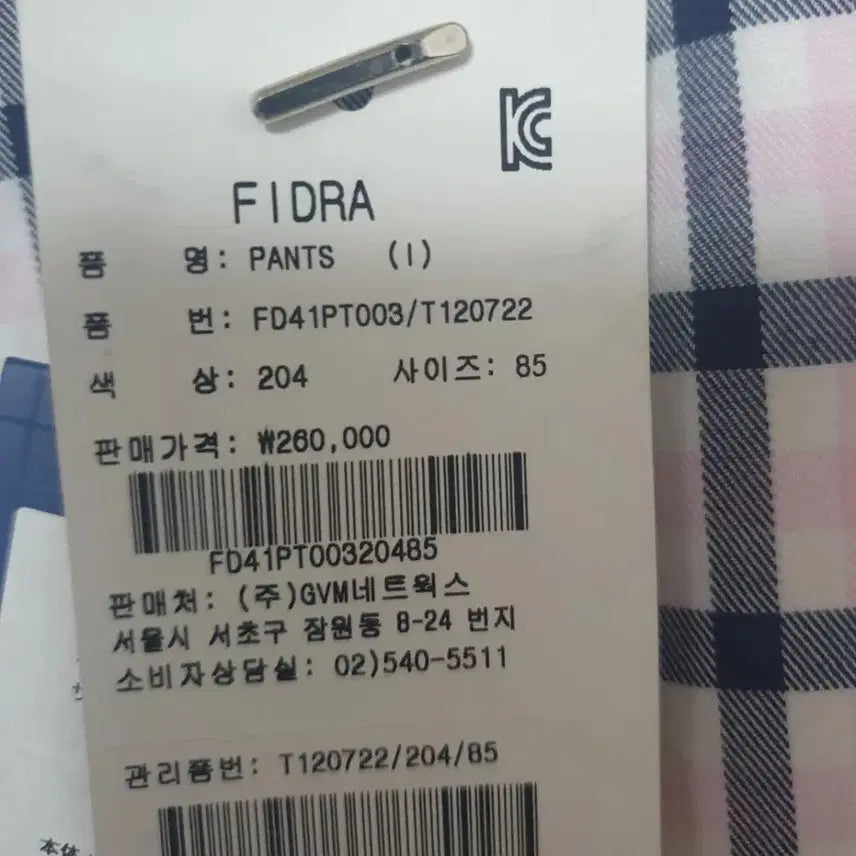 KC
FIDRA
품 명: PANTS (I)
품 번: FD41PT003/T120722
색 상: 204 사이즈: 85
판매가격: ₩260,000
FD41PT00320485
판매처: (주)GVM네트웍스
서울시 서초구 잠원동 8-24 번지
소비자상담실: 02)540-5511
관리품번: T120722/204/85
本体